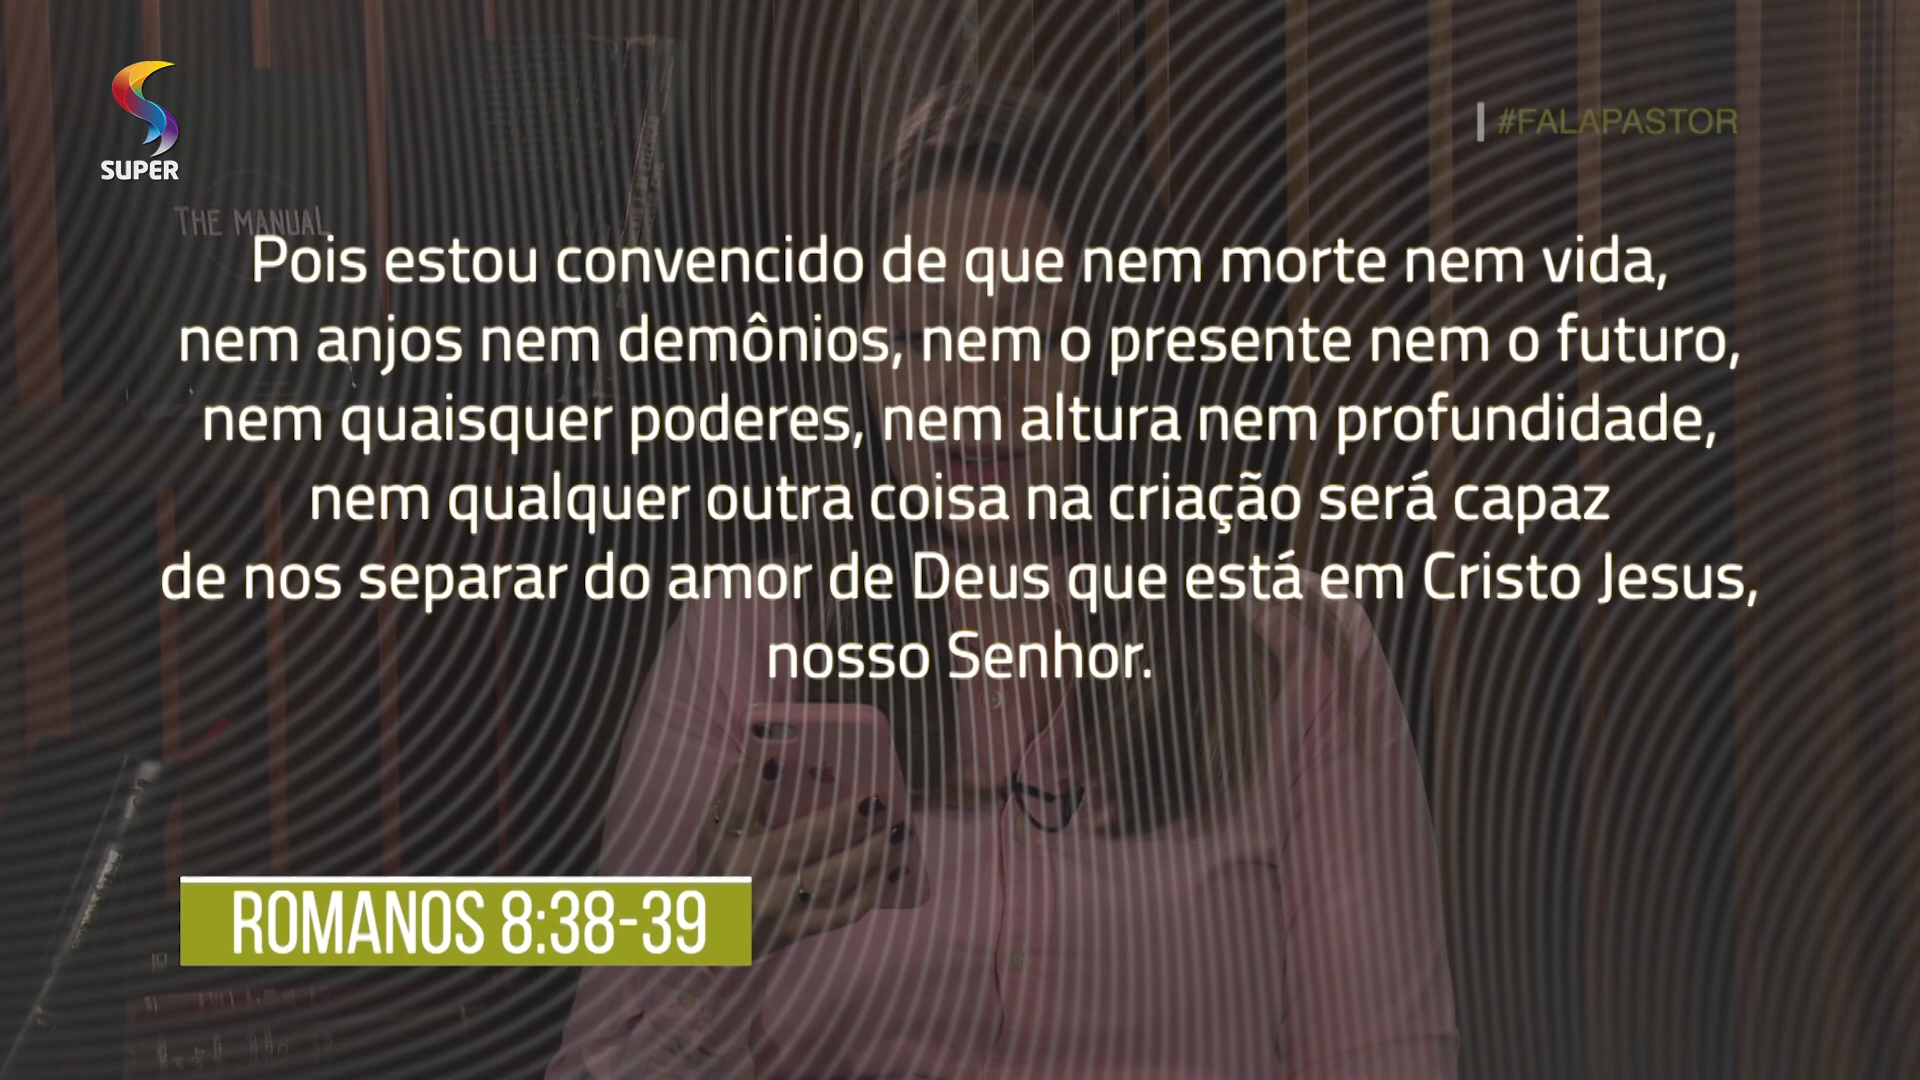 SUPER
#FALAPASTOR
THE MANUAL
Pois estou convencido de que nem morte nem vida,
nem anjos nem demônios, nem o presente nem o futuro,
nem quaisquer poderes, nem altura nem profundidade,
nem qualquer outra coisa na criação será capaz
de nos separar do amor de Deus que está em Cristo Jesus,
nosso Senhor.
ROMANOS 8:38-39